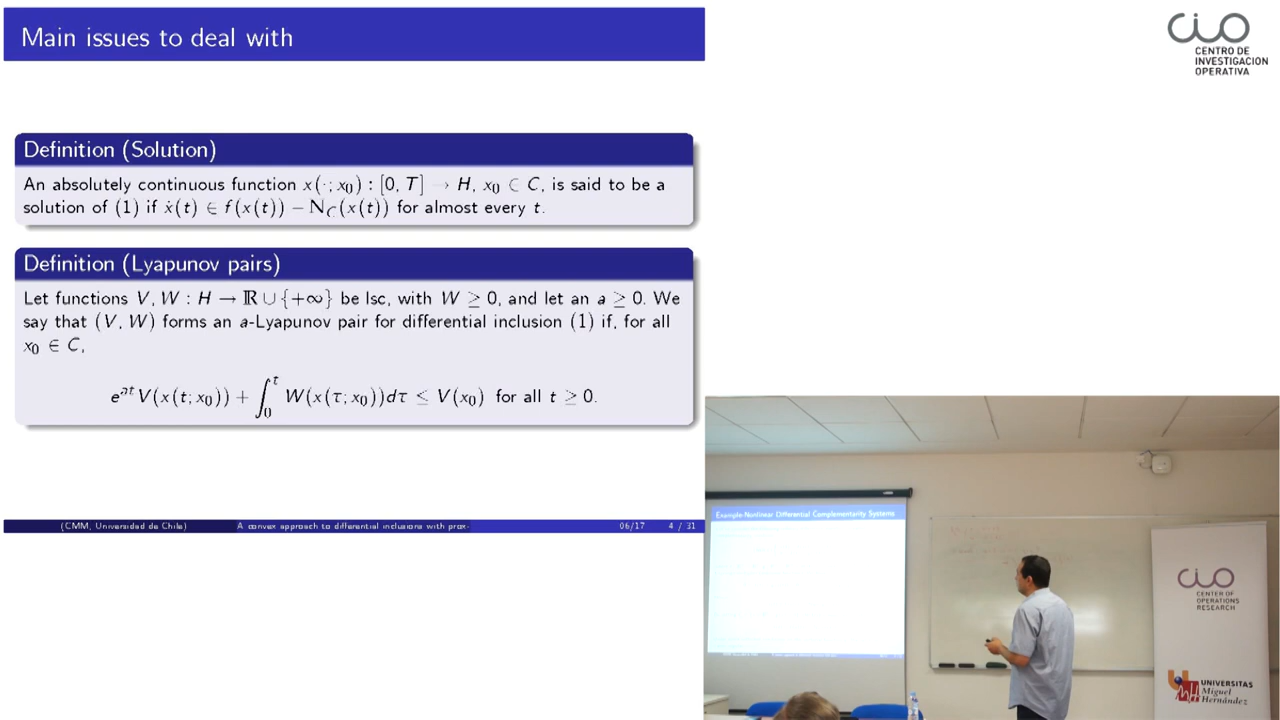 Main issues to deal with
Definition (Solution)
An absolutely continuous function x(·; x₀) : [0, T] → H, x₀ ∈ C, is said to be a
solution of (1) if ẋ(t) ∈ f(x(t)) − N_C(x(t)) for almost every t.
Definition (Lyapunov pairs)
Let functions V, W : H → ℝ ∪ {+∞} be lsc, with W ≥ 0, and let an a ≥ 0. We
say that (V, W) forms an a-Lyapunov pair for differential inclusion (1) if, for all
x₀ ∈ C,
e^{at} V(x(t; x₀)) + ∫₀ᵗ W(x(τ; x₀))dτ ≤ V(x₀) for all t ≥ 0.
(CMM, Universidad de Chile) A convex approach to differential inclusions with prox- 06/17 4 / 31
CIO
CENTRO DE
INVESTIGACION
OPERATIVA
Example-Nonlinear Differential Complementarity Systems
CIO
CENTER OF
OPERATIONS
RESEARCH
UNIVERSITAS
Miguel
Hernández